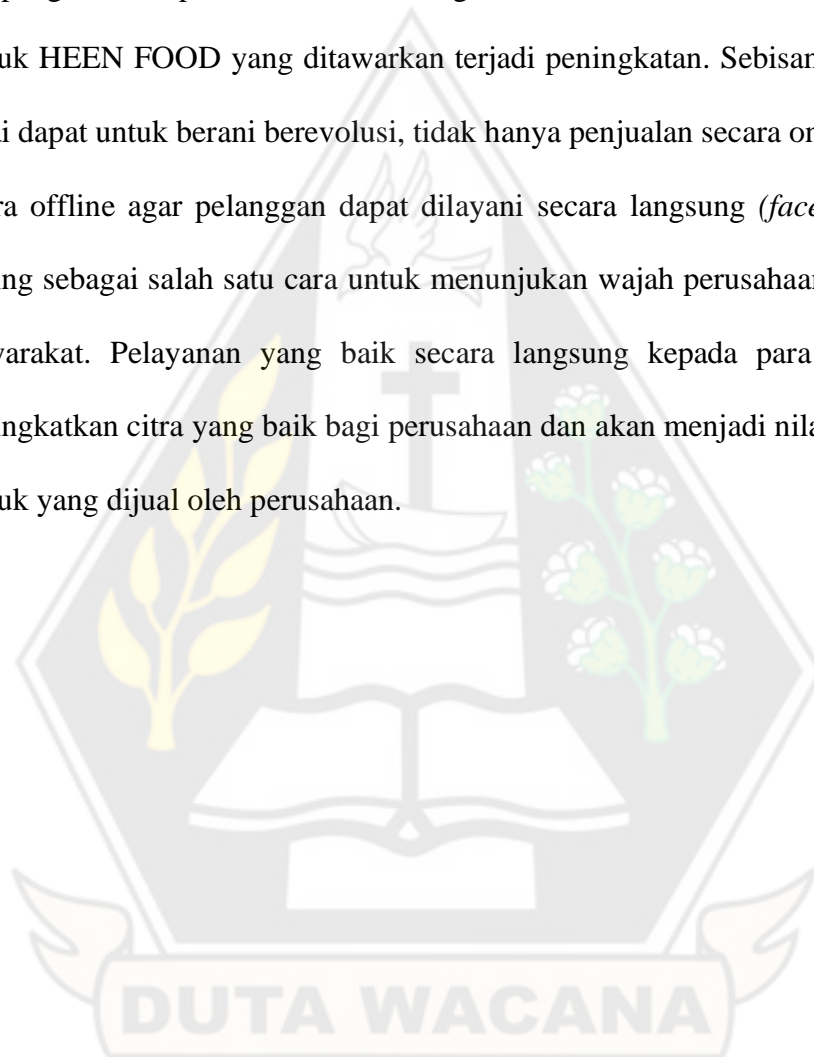 uk HEEN FOOD yang ditawarkan terjadi peningkatan. Sebisan
i dapat untuk berani berevolusi, tidak hanya penjualan secara on
ra offline agar pelanggan dapat dilayani secara langsung (face
ing sebagai salah satu cara untuk menunjukan wajah perusahaan
yarakat. Pelayanan yang baik secara langsung kepada para
ingkatkan citra yang baik bagi perusahaan dan akan menjadi nila
uk yang dijual oleh perusahaan.
DUTA WACANA